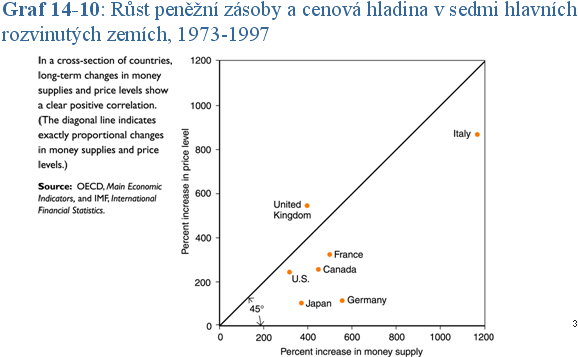 Graf 14-10: Růst peněžní zásoby a cenová hladina v sedmi hlavních
rozvinutých zemích, 1973-1997
In a cross-section of countries,
long-term changes in money
supplies and price levels show
a clear positive correlation.
(The diagonal line indicates
exactly proportional changes
in money supplies and price
levels.)
Source: OECD, Main Economic
Indicators, and IMF, International
Financial Statistics.
Percent increase in price level
1200
1000
800
600
400
200
0
Italy
United
Kingdom
France
Canada
U.S.
Japan
Germany
45°
0 200 400 600 800 1000 1200
Percent increase in money supply
3